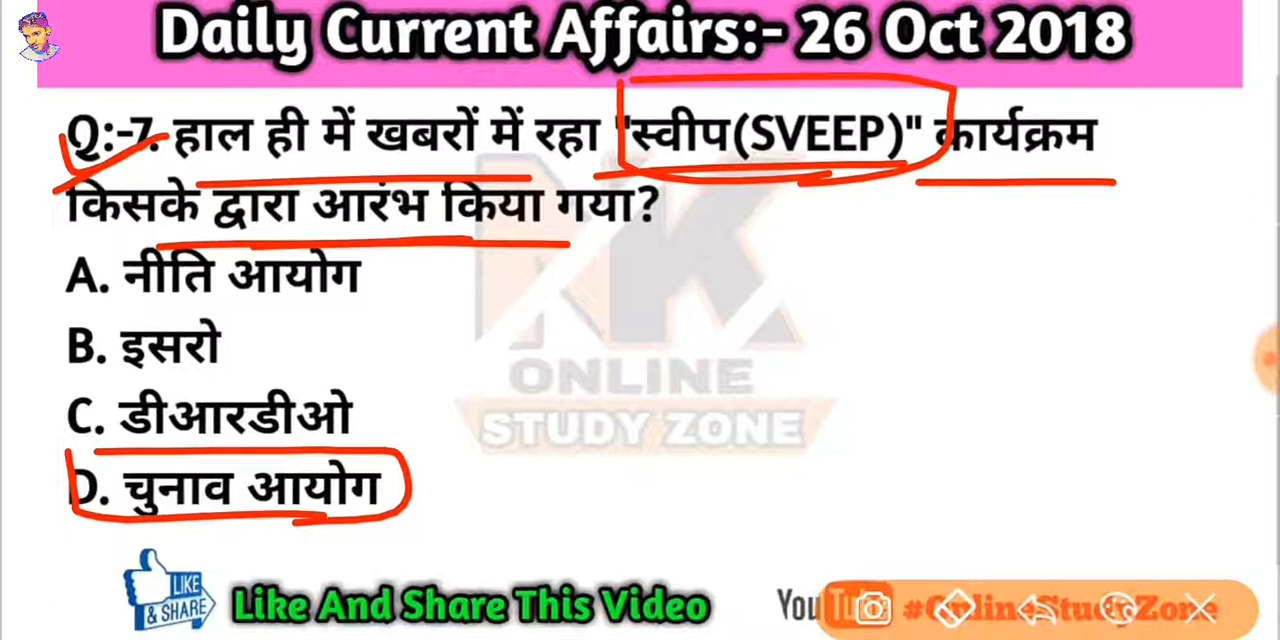 Daily Current Affairs:- 26 Oct 2018
Q:-7. हाल ही में खबरों में रहा "स्वीप(SVEEP)" कार्यक्रम
किसके द्वारा आरंभ किया गया?
A. नीति आयोग
B. इसरो
C. डीआरडीओ
D. चुनाव आयोग
ONLINE
STUDY ZONE
LIKE
& SHARE
Like And Share This Video
YouTube #OnlineStudyZone